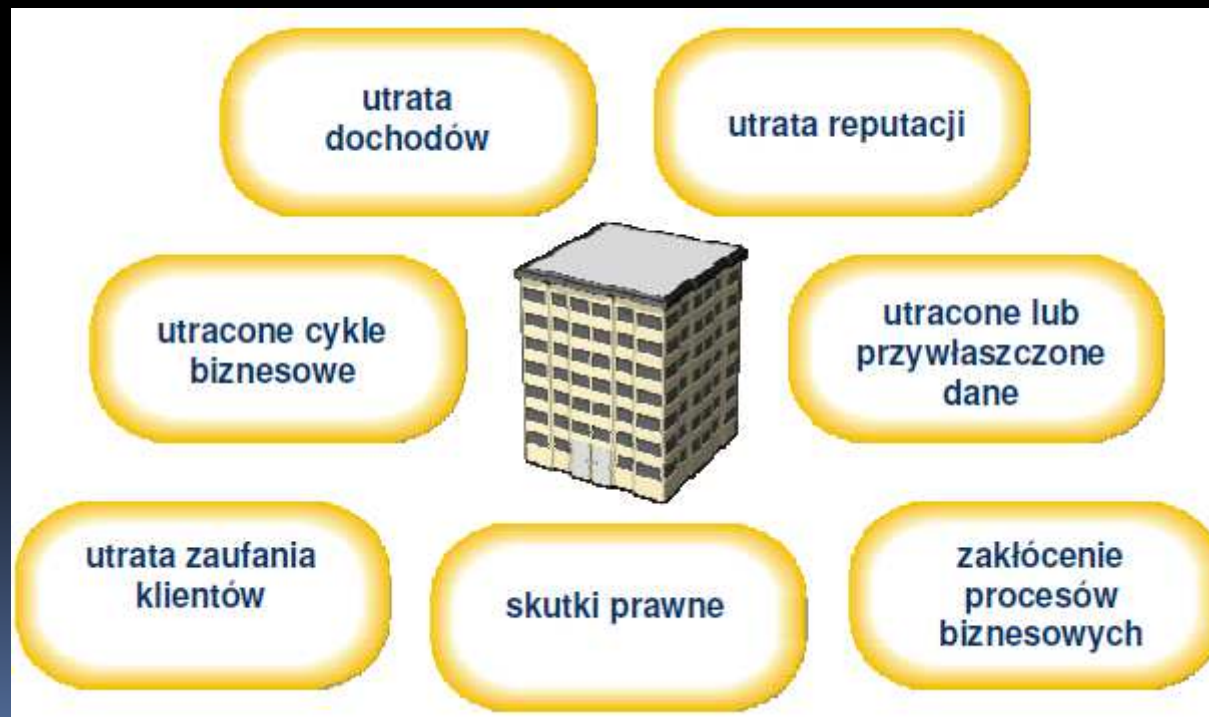 utrata
dochodów
utrata reputacji
utracone cykle
biznesowe
utracone lub
przywłaszczone
dane
utrata zaufania
klientów
skutki prawne
zakłócenie
procesów
biznesowych